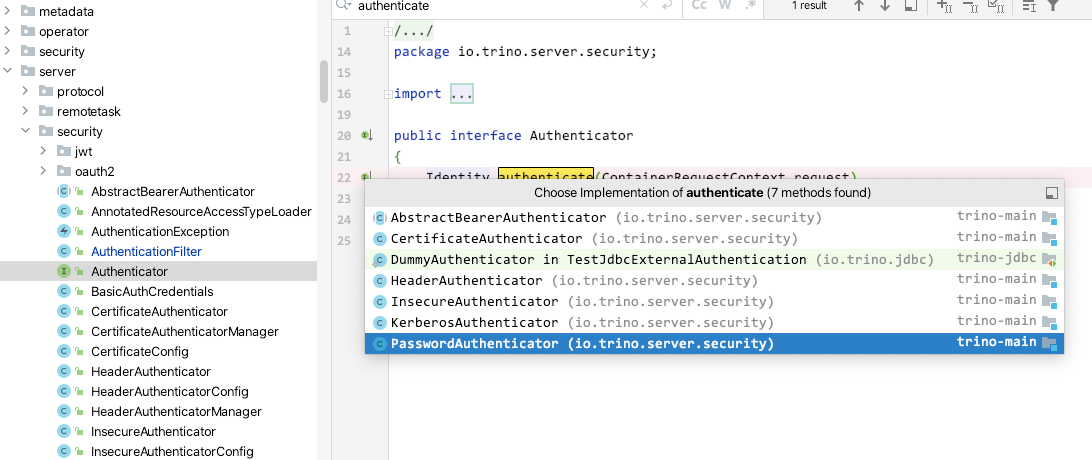 metadata
operator
security
server
protocol
remotetask
security
jwt
oauth2
AbstractBearerAuthenticator
AnnotatedResourceAccessTypeLoader
AuthenticationException
AuthenticationFilter
Authenticator
BasicAuthCredentials
CertificateAuthenticator
CertificateAuthenticatorManager
CertificateConfig
HeaderAuthenticator
HeaderAuthenticatorConfig
HeaderAuthenticatorManager
InsecureAuthenticator
InsecureAuthenticatorConfig
authenticate Cc W .* 1 result
1 /.../
14 package io.trino.server.security;
15
16 import ...
19
20 public interface Authenticator
21 {
22 Identity authenticate(ContainerRequestContext request)
23
24
25
Choose Implementation of authenticate (7 methods found)
AbstractBearerAuthenticator (io.trino.server.security) trino-main
CertificateAuthenticator (io.trino.server.security) trino-main
DummyAuthenticator in TestJdbcExternalAuthentication (io.trino.jdbc) trino-jdbc
HeaderAuthenticator (io.trino.server.security) trino-main
InsecureAuthenticator (io.trino.server.security) trino-main
KerberosAuthenticator (io.trino.server.security) trino-main
PasswordAuthenticator (io.trino.server.security) trino-main